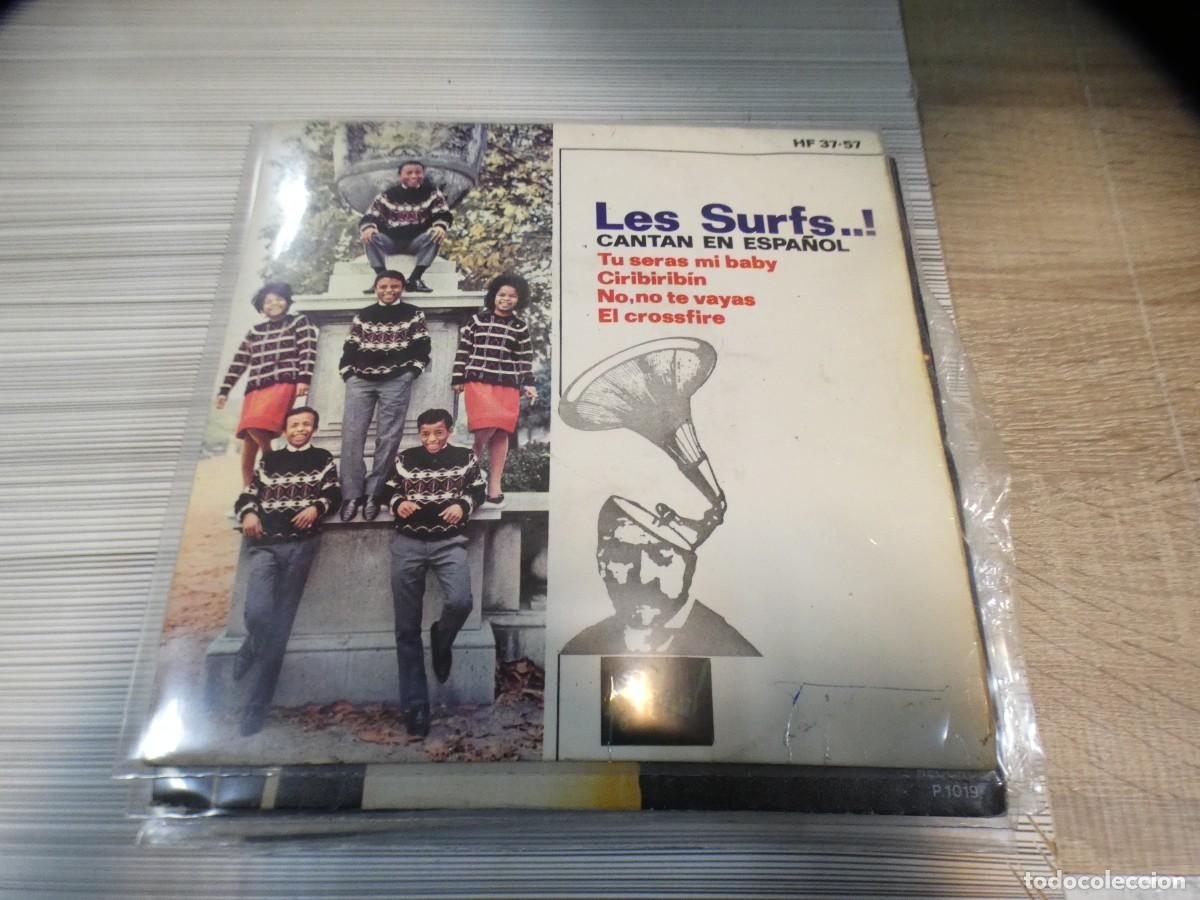 HF 37-57
Les Surfs..!
CANTAN EN ESPAÑOL
Tu seras mi baby
Ciribiribín
No, no te vayas
El crossfire
P 1019
todocoleccion